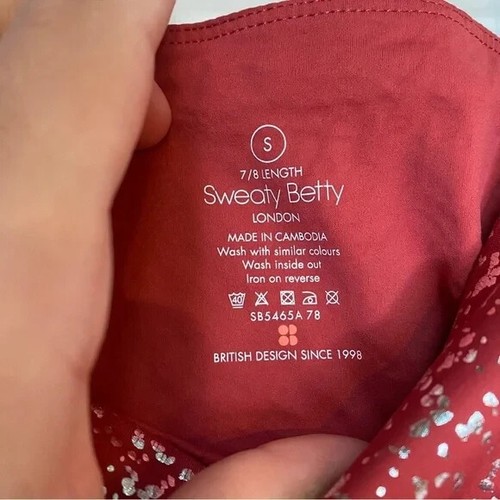 S
7/8 LENGTH
Sweaty Betty
LONDON
MADE IN CAMBODIA
Wash with similar colours
Wash inside out
Iron on reverse
40
SB5465A 78
BRITISH DESIGN SINCE 1998